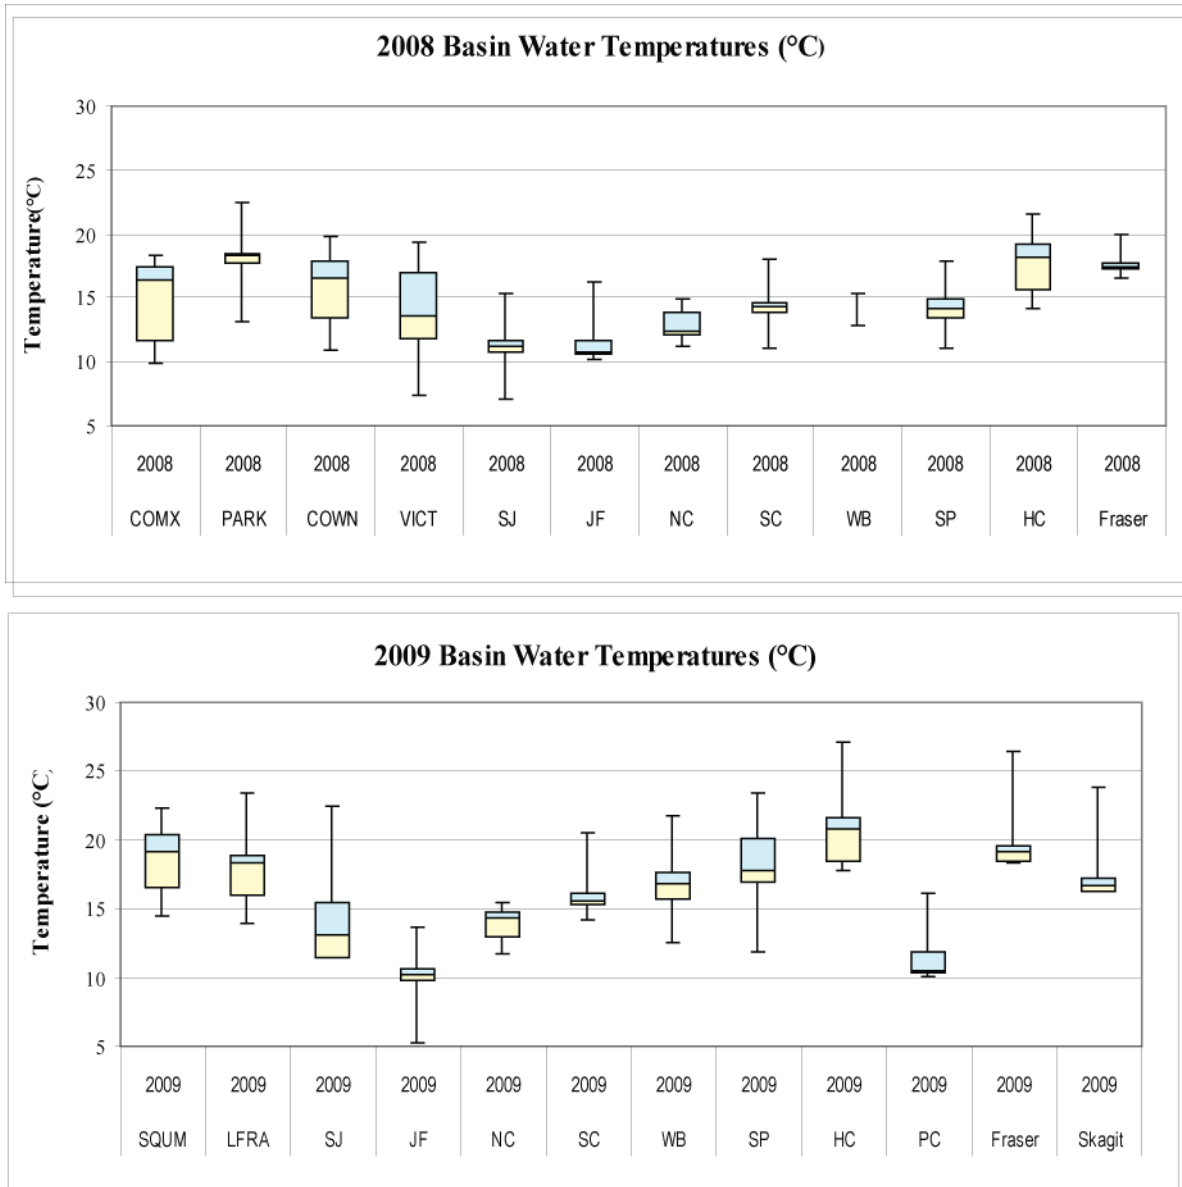 2008 Basin Water Temperatures (°C)
Temperature(°C)
30
25
20
15
10
5
2008 2008 2008 2008 2008 2008 2008 2008 2008 2008 2008 2008
COMX PARK COWN VICT SJ JF NC SC WB SP HC Fraser
2009 Basin Water Temperatures (°C)
Temperature (°C)
30
25
20
15
10
5
2009 2009 2009 2009 2009 2009 2009 2009 2009 2009 2009 2009
SQUM LFRA SJ JF NC SC WB SP HC PC Fraser Skagit